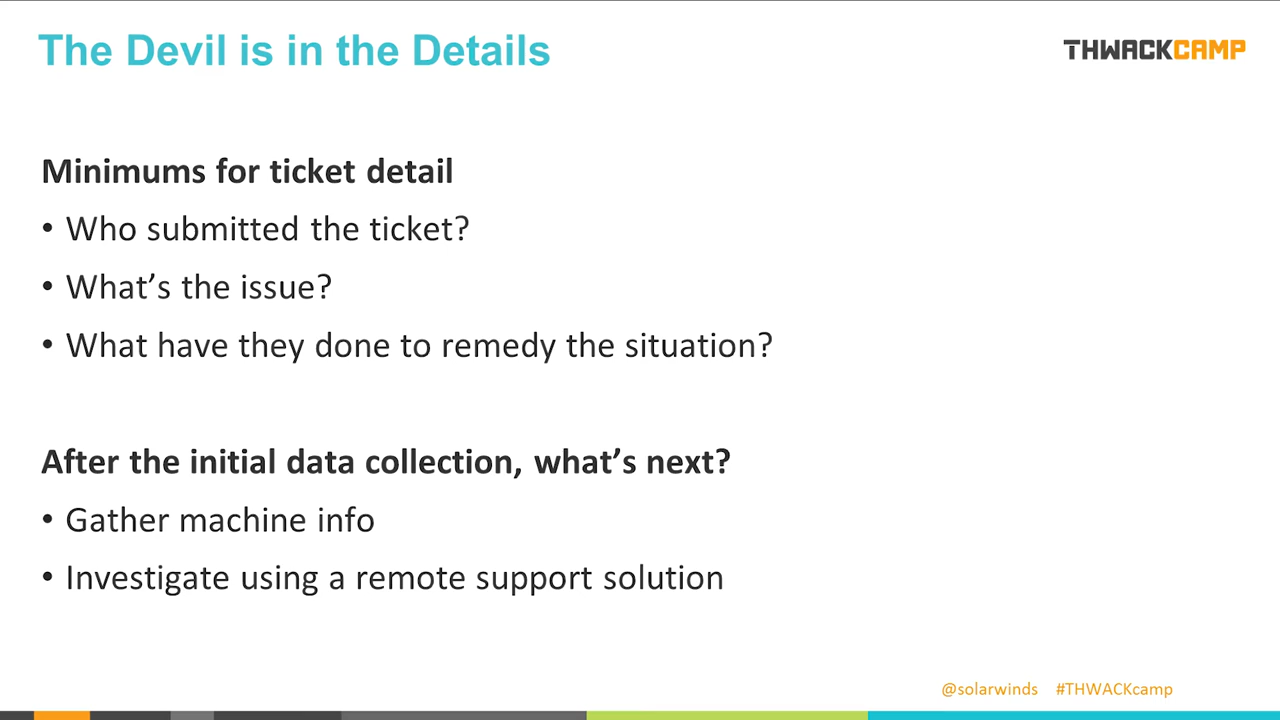 The Devil is in the Details
THWACKCAMP
Minimums for ticket detail
• Who submitted the ticket?
• What’s the issue?
• What have they done to remedy the situation?
After the initial data collection, what’s next?
• Gather machine info
• Investigate using a remote support solution
@solarwinds #THWACKcamp